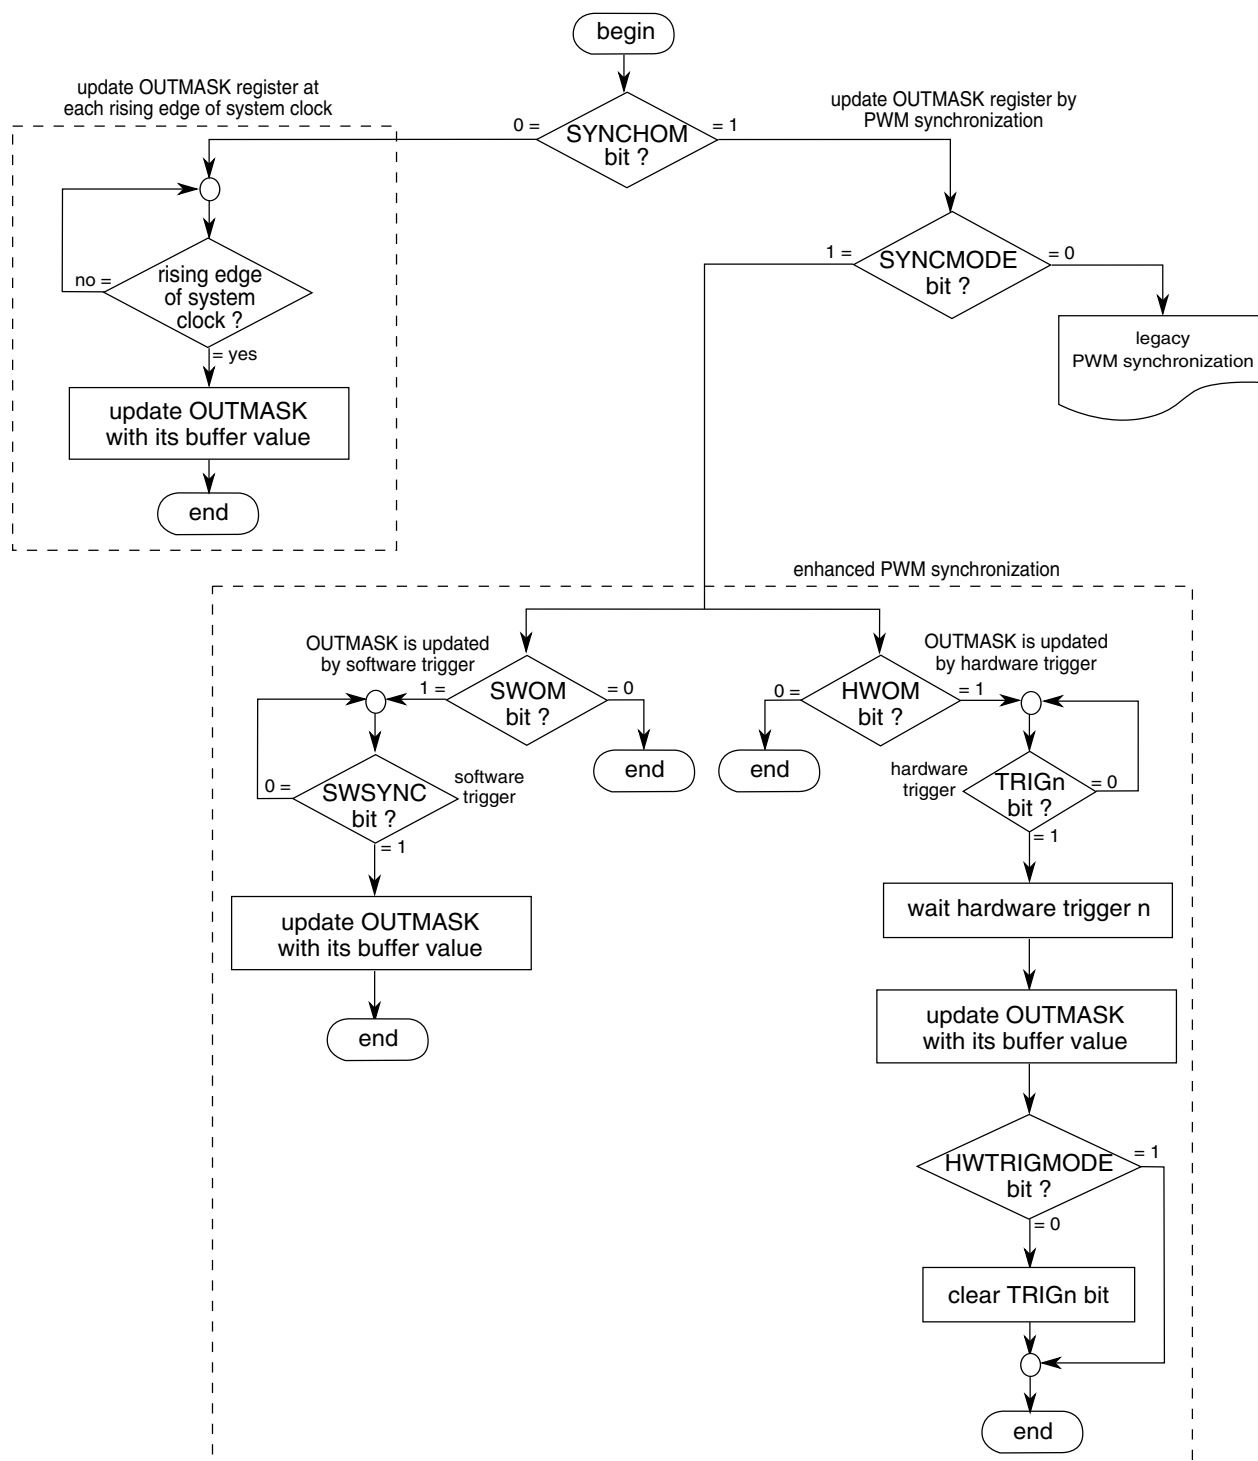 begin
update OUTMASK register at
each rising edge of system clock
update OUTMASK register by
PWM synchronization
0 =
SYNCHOM
bit ?
= 1
1 =
SYNCMODE
bit ?
= 0
no =
rising edge
of system
clock ?
= yes
legacy
PWM synchronization
update OUTMASK
with its buffer value
end
enhanced PWM synchronization
OUTMASK is updated
by software trigger
OUTMASK is updated
by hardware trigger
1 =
SWOM
bit ?
= 0
0 =
HWOM
bit ?
= 1
end
end
0 =
SWSYNC
bit ?
= 1
software
trigger
hardware
trigger
TRIGn
bit ?
= 0
= 1
update OUTMASK
with its buffer value
end
wait hardware trigger n
update OUTMASK
with its buffer value
HWTRIGMODE
bit ?
= 1
= 0
clear TRIGn bit
end